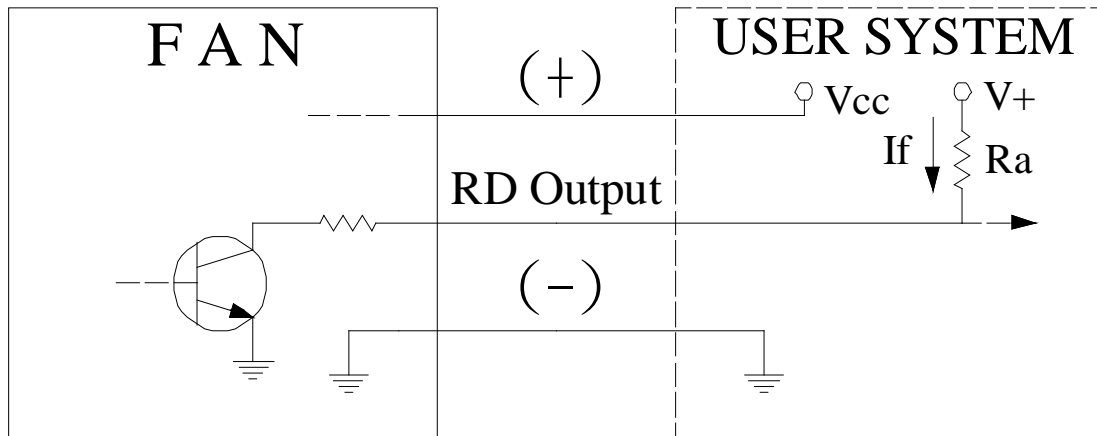 F A N
USER SYSTEM
(+)
Vcc
V+
If
Ra
RD Output
(-)